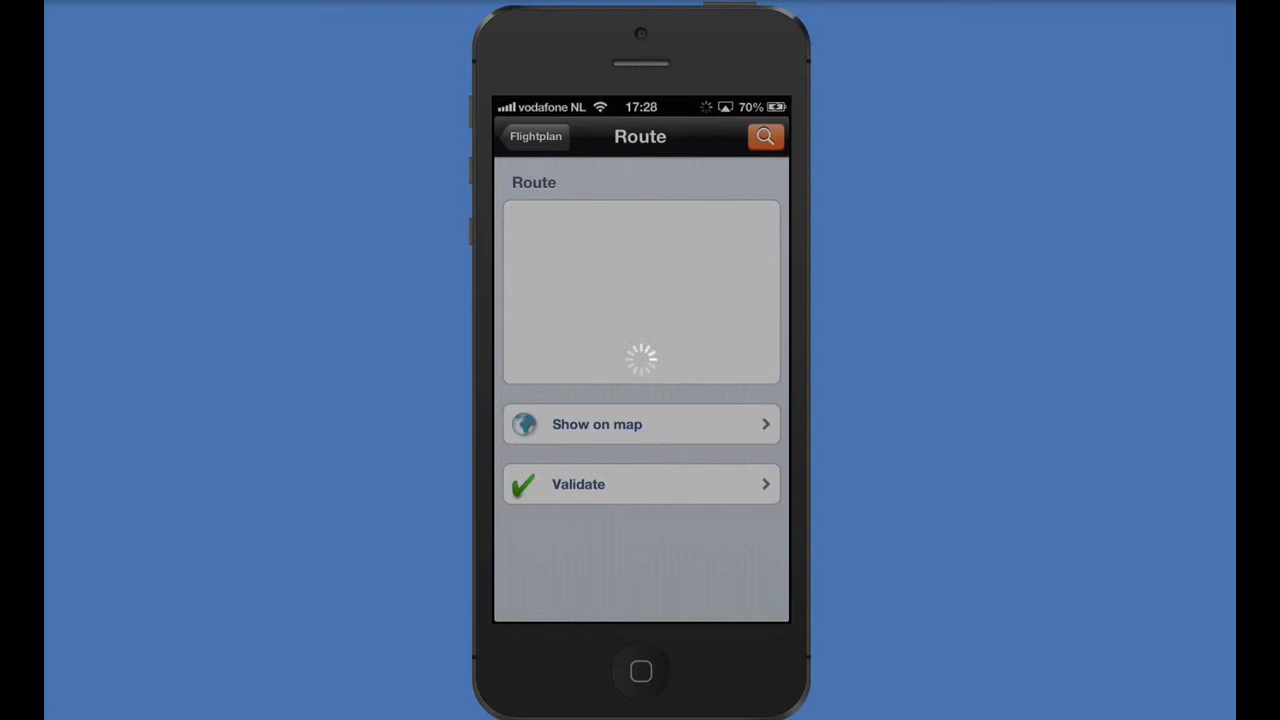 vodafone NL 17:28 70%
Flightplan Route
Route
Show on map
Validate